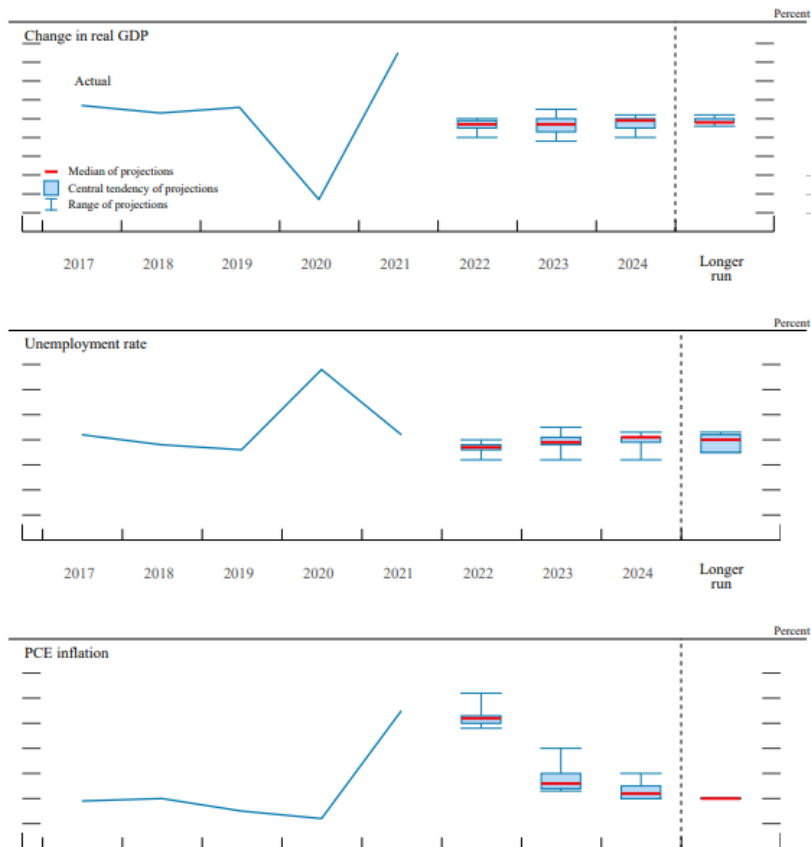 Percent
Change in real GDP
Actual
Median of projections
Central tendency of projections
Range of projections
2017 2018 2019 2020 2021 2022 2023 2024 Longer
run
Percent
Unemployment rate
2017 2018 2019 2020 2021 2022 2023 2024 Longer
run
Percent
PCE inflation